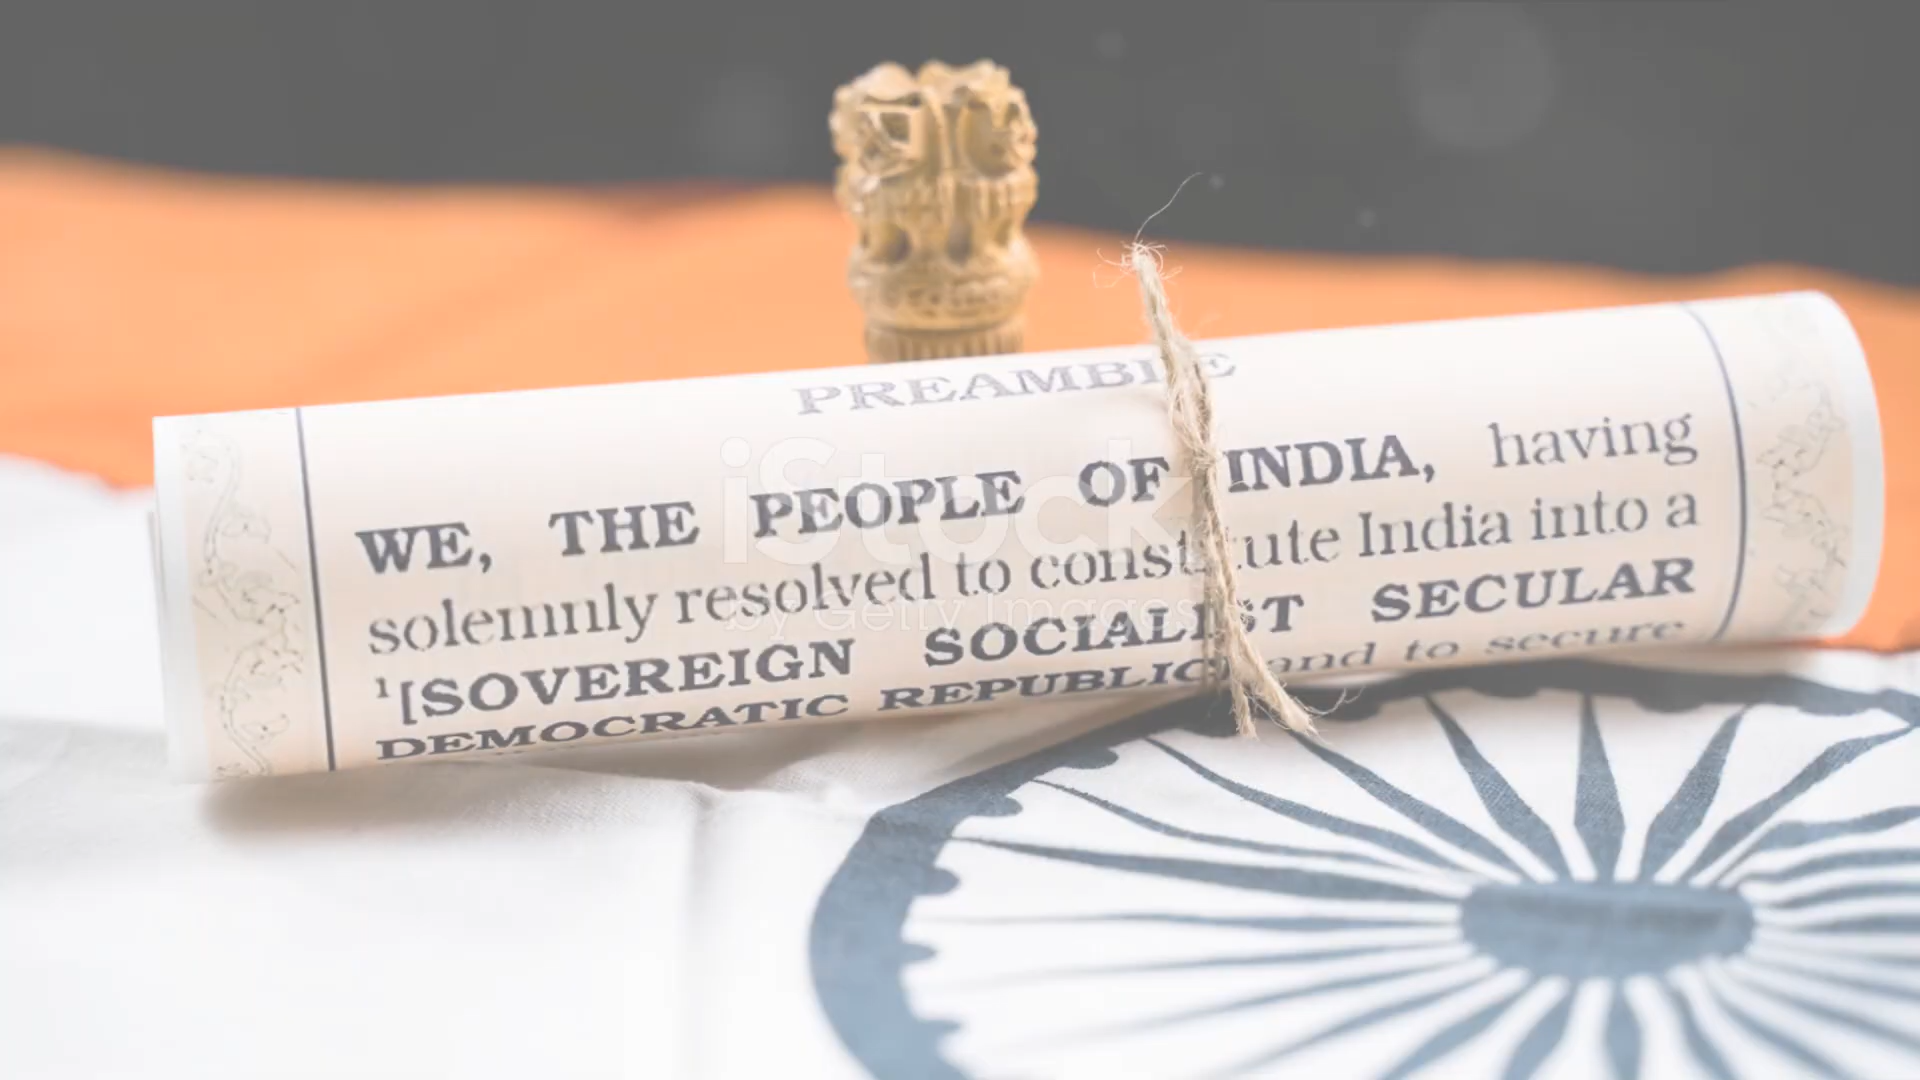 PREAMBLE
WE, THE PEOPLE OF INDIA, having
solemnly resolved to constitute India into a
¹[SOVEREIGN SOCIALIST SECULAR
DEMOCRATIC REPUBLIC and to secure
iStock
by Getty Images